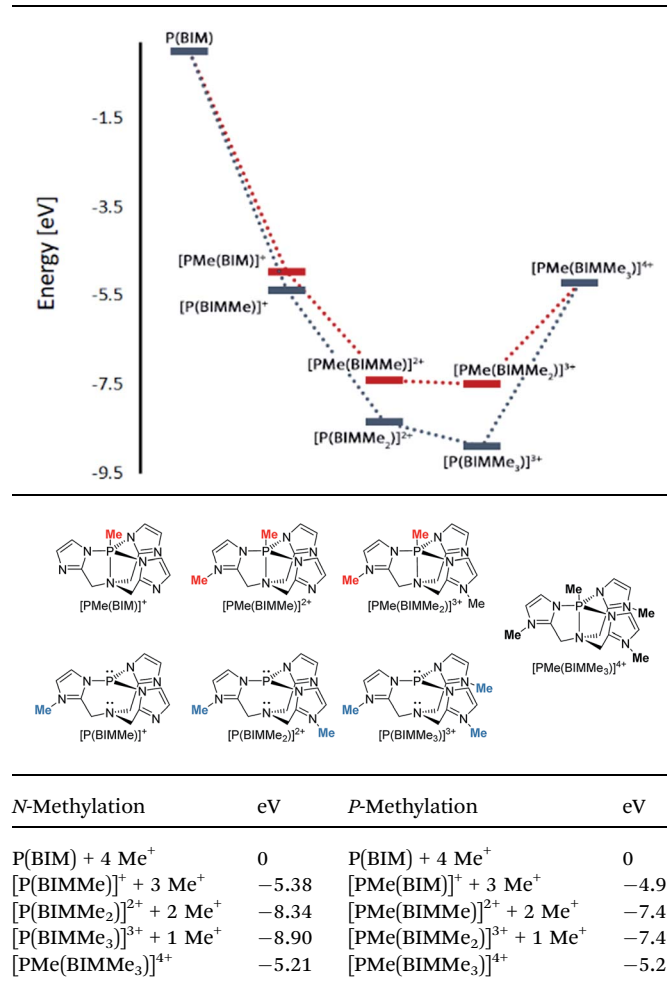 P(BIM)
-1.5
-3.5
Energy [eV]
[PMe(BIM)]⁺
[PMe(BIMMe₃)]⁴⁺
-5.5
[P(BIMMe)]⁺
[PMe(BIMMe)]²⁺
[PMe(BIMMe₂)]³⁺
-7.5
[P(BIMMe₂)]²⁺
[P(BIMMe₃)]³⁺
-9.5
Me
N
P
N
N
N
N
N
N
[PMe(BIM)]⁺
Me
N
P
N
N
N
N
N
N
Me
[PMe(BIMMe)]²⁺
Me
N
P
N
N
N
N
N
N
Me
Me
[PMe(BIMMe₂)]³⁺
Me
N
P
N
N
N
N
N
N
Me
Me
Me
[PMe(BIMMe₃)]⁴⁺
N
P
N
N
N
N
N
N
Me
[P(BIMMe)]⁺
N
P
N
N
N
N
N
N
Me
Me
[P(BIMMe₂)]²⁺
N
P
N
N
N
N
N
N
Me
Me
Me
[P(BIMMe₃)]³⁺
N-Methylation eV P-Methylation eV
P(BIM) + 4 Me⁺ 0 P(BIM) + 4 Me⁺ 0
[P(BIMMe)]⁺ + 3 Me⁺ −5.38 [PMe(BIM)]⁺ + 3 Me⁺ −4.9
[P(BIMMe₂)]²⁺ + 2 Me⁺ −8.34 [PMe(BIMMe)]²⁺ + 2 Me⁺ −7.4
[P(BIMMe₃)]³⁺ + 1 Me⁺ −8.90 [PMe(BIMMe₂)]³⁺ + 1 Me⁺ −7.4
[PMe(BIMMe₃)]⁴⁺ −5.21 [PMe(BIMMe₃)]⁴⁺ −5.2